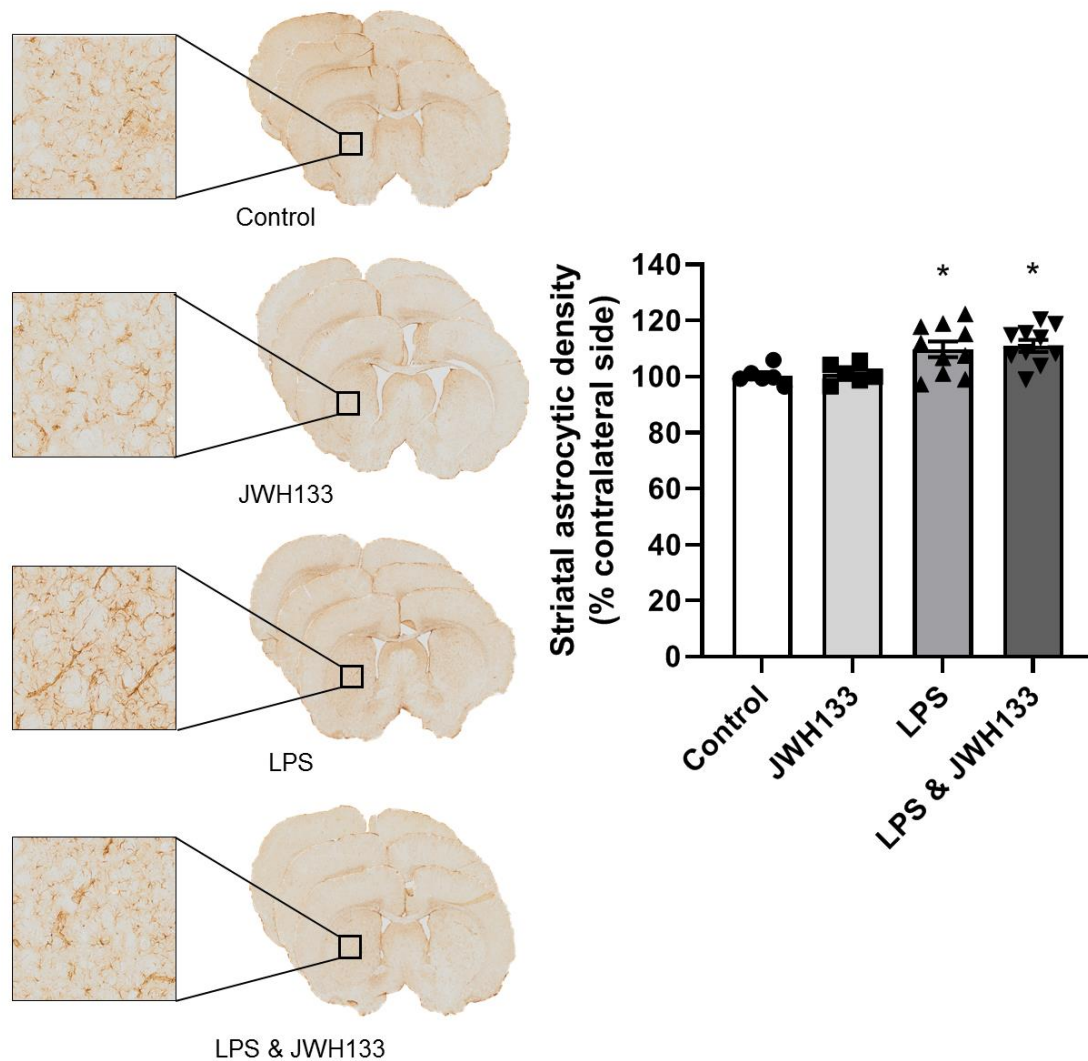 Control
JWH133
LPS
LPS & JWH133
Striatal astrocytic density
(% contralateral side)
140
120
100
80
60
40
20
0
*
*
Control
JWH133
LPS
LPS & JWH133